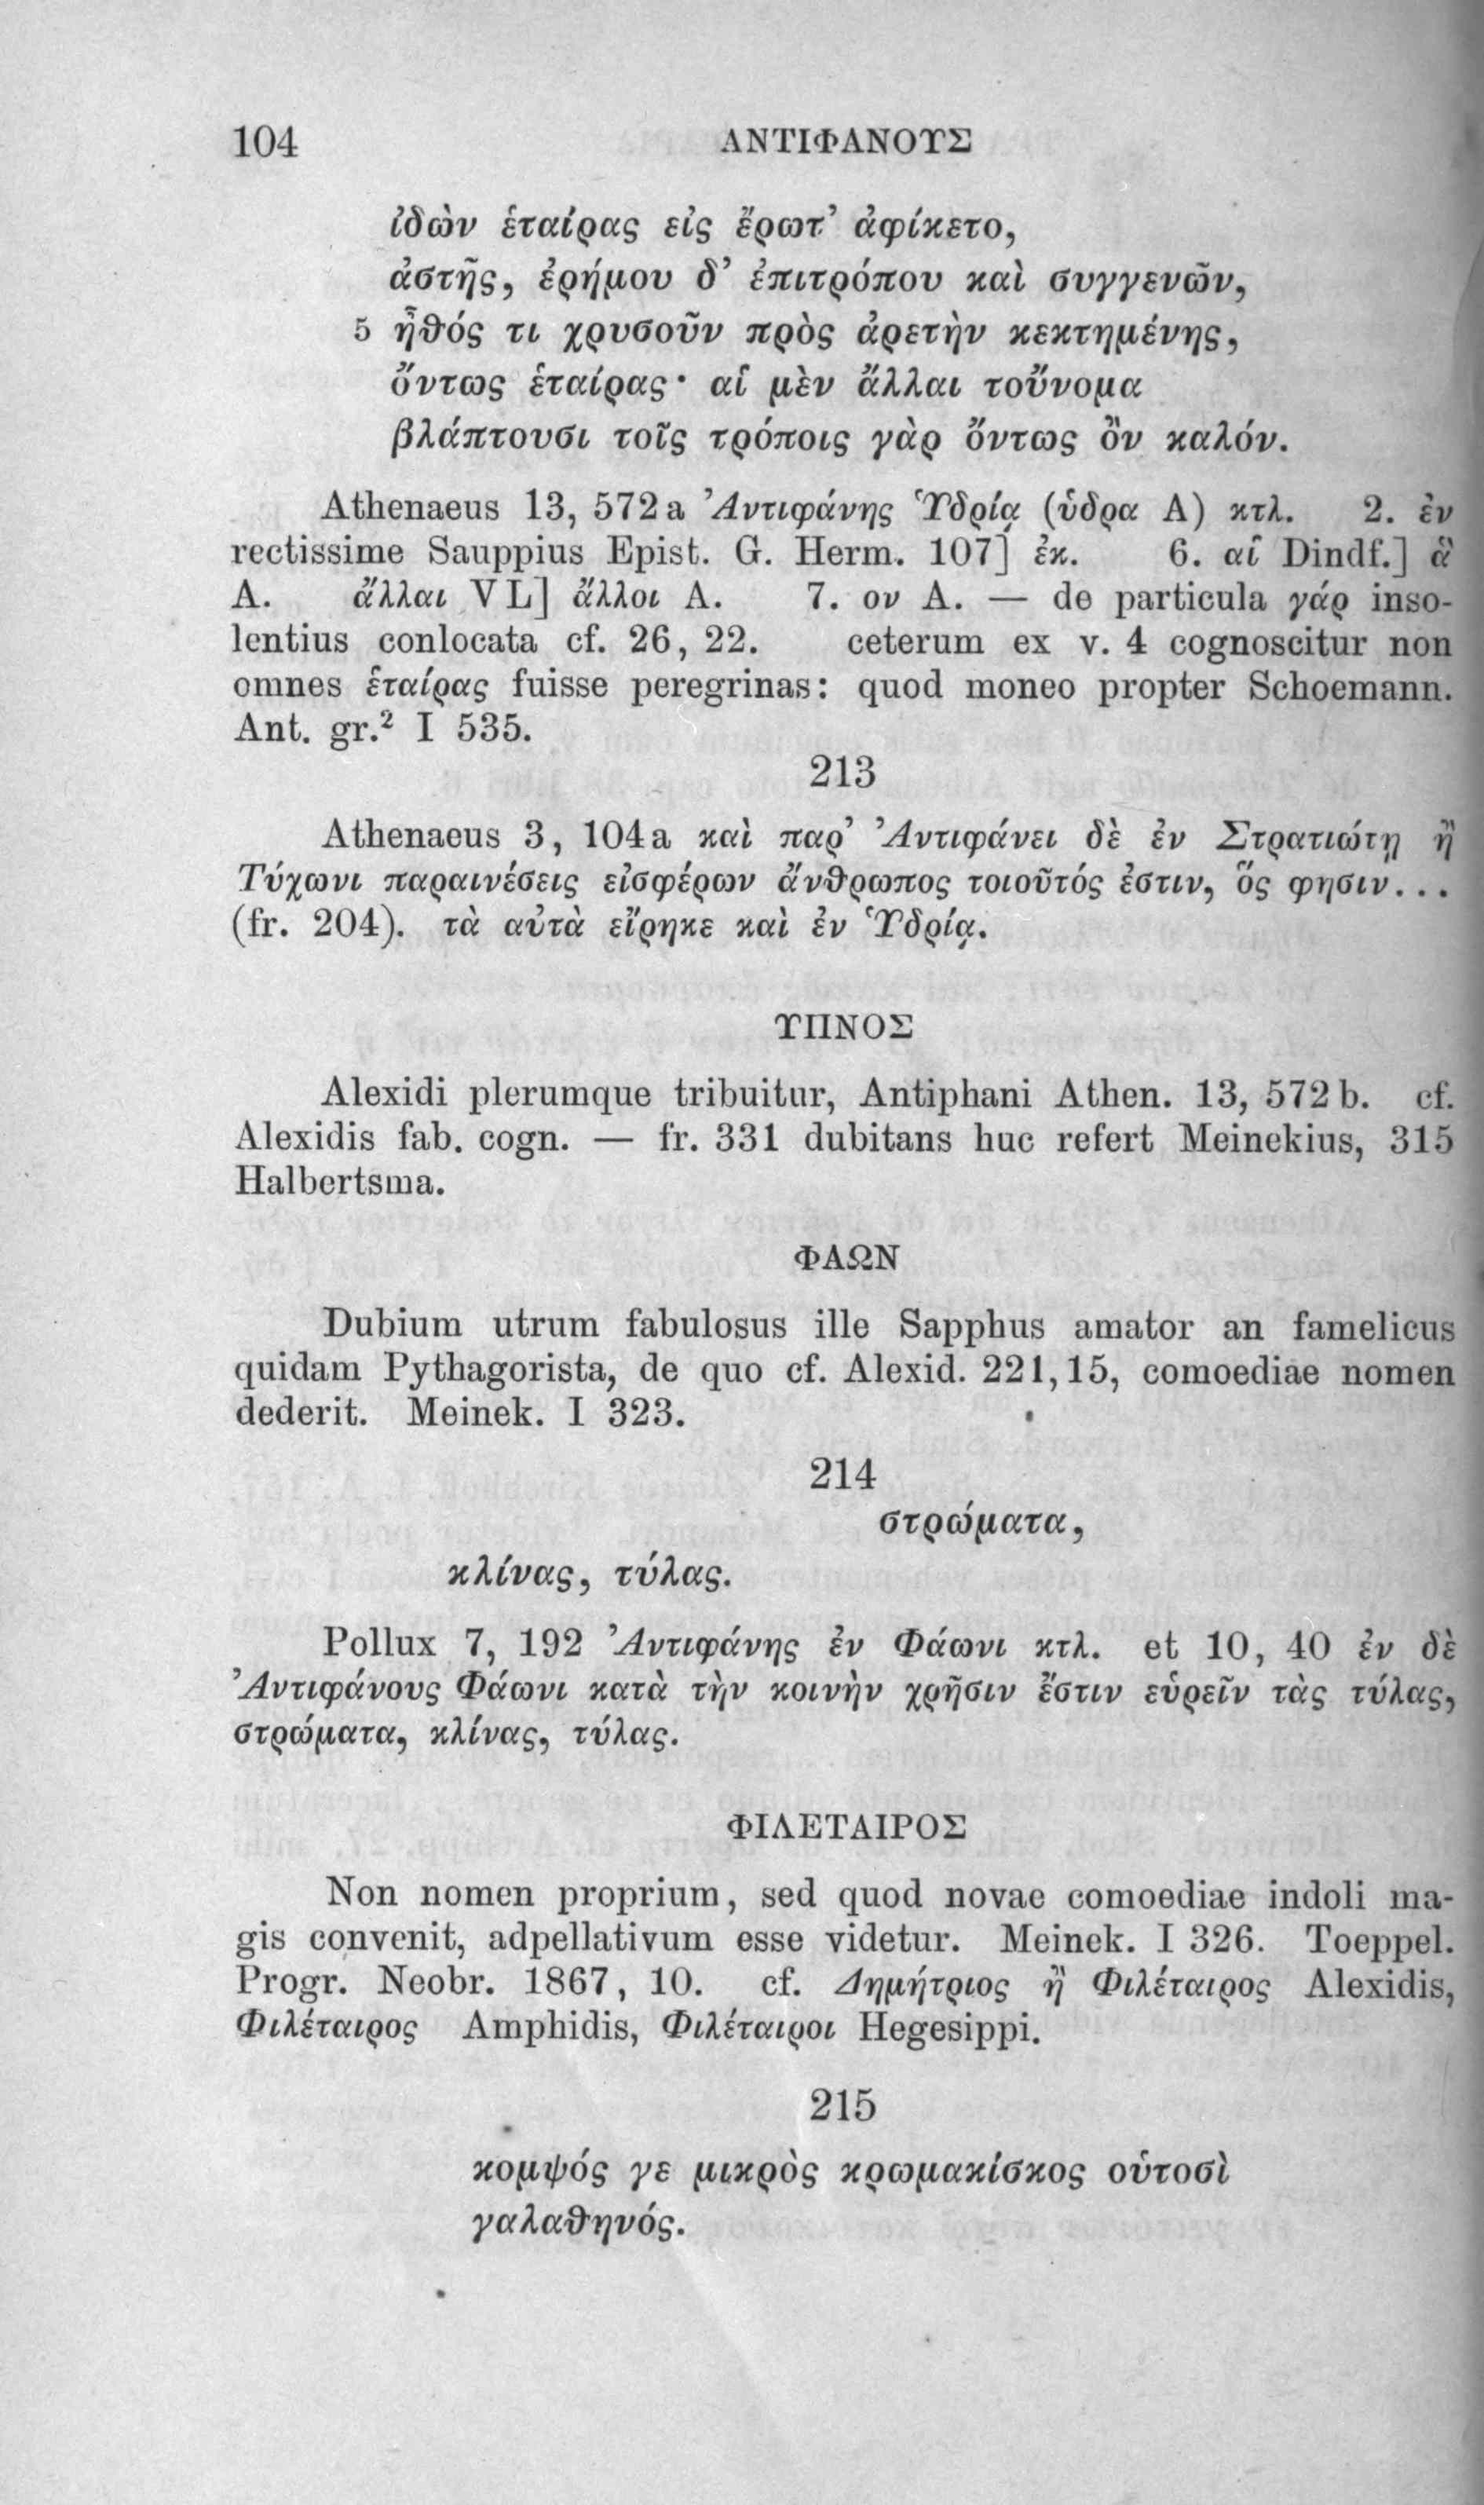 104 ΑΝΤΙΦΑΝΟΥΣ
ἰδὼν ἑταίρας εἰς ἔρωτ’ ἀφίκετο,
ἀστῆς, ἐρήμου δ’ ἐπιτρόπου καὶ συγγενῶν,
5 ἦθός τι χρυσοῦν πρὸς ἀρετὴν κεκτημένης,
ὄντως ἑταίρας· αἱ μὲν ἄλλαι τοὔνομα
βλάπτουσι τοῖς τρόποις γὰρ ὄντως ὂν καλόν.
Athenaeus 13, 572 a Ἀντιφάνης Ὑδρίᾳ (ὑδρα A) κτλ. 2. ἐν
rectissime Sauppius Epist. G. Herm. 107] ἐκ. 6. αἱ Dindf.] ἃ
A. ἄλλαι VL] ἄλλοι A. 7. ον A. — de particula γάρ inso-
lentius conlocata cf. 26, 22. ceterum ex v. 4 cognoscitur non
omnes ἑταίρας fuisse peregrinas: quod moneo propter Schoemann.
Ant. gr.² I 535.
213
Athenaeus 3, 104 a καὶ παρ’ Ἀντιφάνει δὲ ἐν Στρατιώτῃ ἢ
Τύχωνι παραινέσεις εἰσφέρων ἄνθρωπος τοιοῦτός ἐστιν, ὅς φησιν...
(fr. 204). τὰ αὐτὰ εἴρηκε καὶ ἐν Ὑδρίᾳ.
ΥΠΝΟΣ
Alexidi plerumque tribuitur, Antiphani Athen. 13, 572 b. cf.
Alexidis fab. cogn. — fr. 331 dubitans huc refert Meinekius, 315
Halbertsma.
ΦΑΩΝ
Dubium utrum fabulosus ille Sapphus amator an famelicus
quidam Pythagorista, de quo cf. Alexid. 221, 15, comoediae nomen
dederit. Meinek. I 323.
214
στρώματα,
κλίνας, τύλας.
Pollux 7, 192 Ἀντιφάνης ἐν Φάωνι κτλ. et 10, 40 ἐν δὲ
Ἀντιφάνους Φάωνι κατὰ τὴν κοινὴν χρῆσιν ἔστιν εὑρεῖν τὰς τύλας,
στρώματα, κλίνας, τύλας.
ΦΙΛΕΤΑΙΡΟΣ
Non nomen proprium, sed quod novae comoediae indoli ma-
gis convenit, adpellativum esse videtur. Meinek. I 326. Toeppel.
Progr. Neobr. 1867, 10. cf. Δημήτριος ἢ Φιλέταιρος Alexidis,
Φιλέταιρος Amphidis, Φιλέταιροι Hegesippi.
215
κομψός γε μικρὸς κρωμακίσκος οὑτοσὶ
γαλαθηνός.